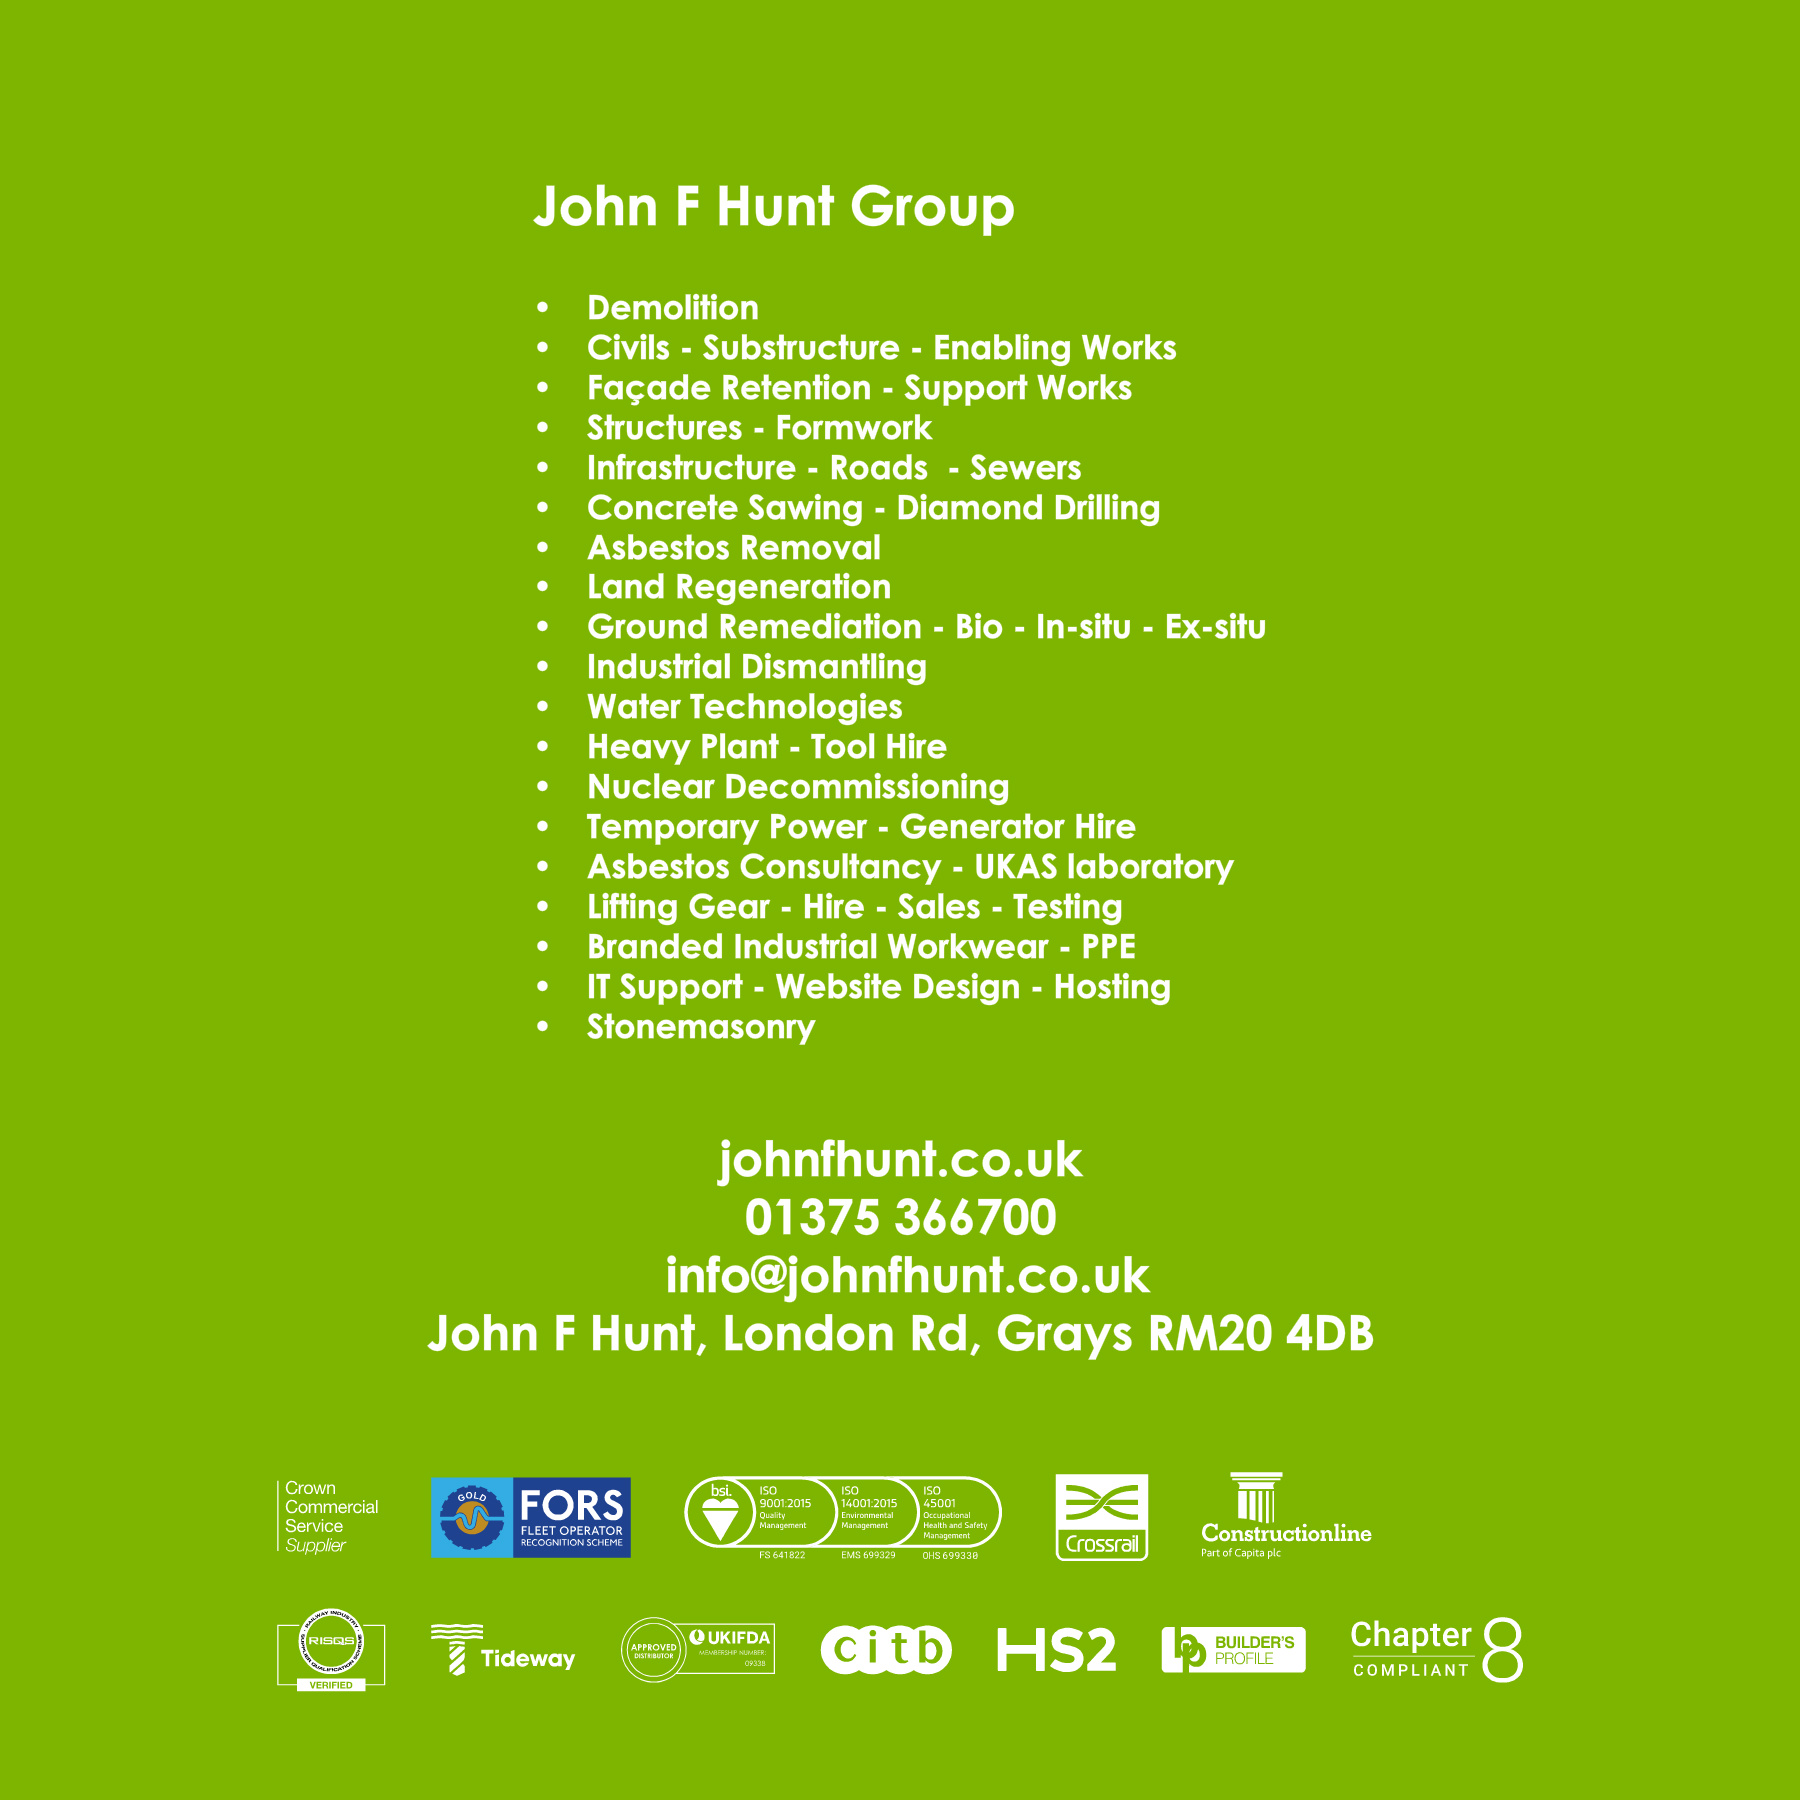 John F Hunt Group
• Demolition
• Civils - Substructure - Enabling Works
• Façade Retention - Support Works
• Structures - Formwork
• Infrastructure - Roads  - Sewers
• Concrete Sawing - Diamond Drilling
• Asbestos Removal
• Land Regeneration
• Ground Remediation - Bio - In-situ - Ex-situ
• Industrial Dismantling
• Water Technologies
• Heavy Plant - Tool Hire
• Nuclear Decommissioning
• Temporary Power - Generator Hire
• Asbestos Consultancy - UKAS laboratory
• Lifting Gear - Hire - Sales - Testing
• Branded Industrial Workwear - PPE
• IT Support - Website Design - Hosting
• Stonemasonry
johnfhunt.co.uk
01375 366700
info@johnfhunt.co.uk
John F Hunt, London Rd, Grays RM20 4DB
Crown
Commercial
Service
Supplier
GOLD
FORS
FLEET OPERATOR
RECOGNITION SCHEME
bsi.
ISO
9001:2015
Quality
Management
FS 641822
ISO
14001:2015
Environmental
Management
EMS 699329
ISO
45001
Occupational
Health and Safety
Management
OHS 699330
Crossrail
Constructionline
Part of Capita plc
RAILWAY INDUSTRY
RISQS
SUPPLIER QUALIFICATION SCHEME
VERIFIED
Tideway
APPROVED
DISTRIBUTOR
UKIFDA
MEMBERSHIP NUMBER:
09338
citb
HS2
bp
BUILDER'S
PROFILE
Chapter 8
COMPLIANT